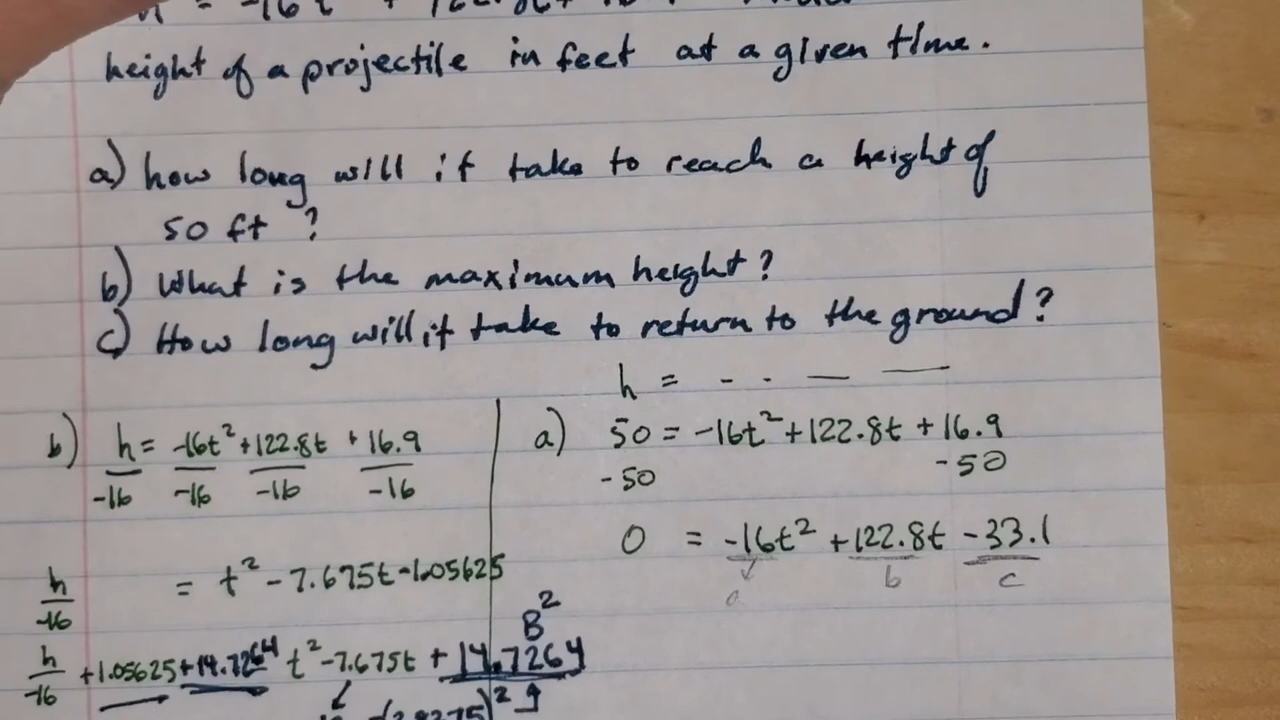 height of a projectile in feet at a given time.
a) how long will it take to reach a height of
50 ft ?
b) What is the maximum height?
c) How long will it take to return to the ground?
h = - - — —
b) h = -16t² + 122.8t + 16.9
-16 -16 -16 -16
h/-16 = t² - 7.675t - 1.05625
B²
h/-16 + 1.05625 + 14.7264 t² - 7.675t + 14.7264
a) 50 = -16t² + 122.8t + 16.9
-50 -50
0 = -16t² + 122.8t - 33.1
a b c